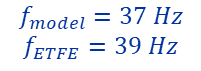 f_model = 37 Hz
f_ETFE = 39 Hz